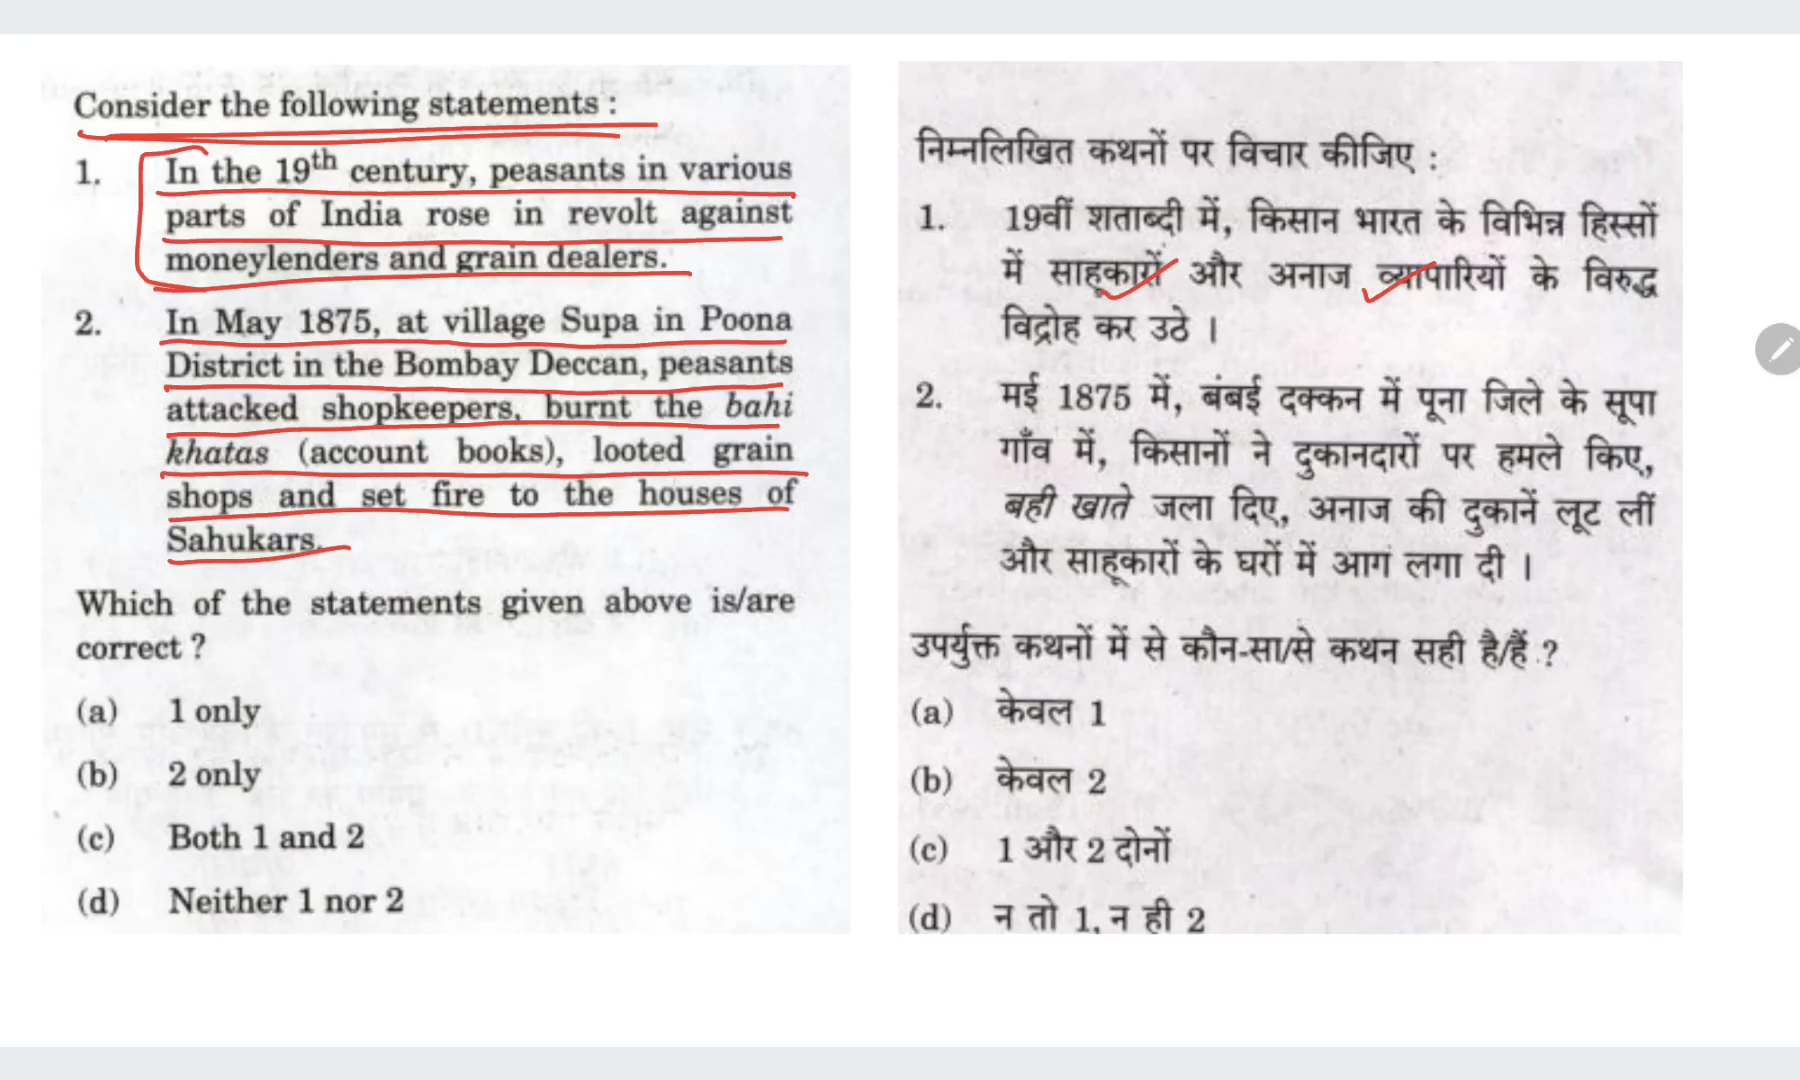 Consider the following statements :
1. In the 19th century, peasants in various
parts of India rose in revolt against
moneylenders and grain dealers.
2. In May 1875, at village Supa in Poona
District in the Bombay Deccan, peasants
attacked shopkeepers, burnt the bahi
khatas (account books), looted grain
shops and set fire to the houses of
Sahukars.
Which of the statements given above is/are
correct ?
(a) 1 only
(b) 2 only
(c) Both 1 and 2
(d) Neither 1 nor 2
निम्नलिखित कथनों पर विचार कीजिए :
1. 19वीं शताब्दी में, किसान भारत के विभिन्न हिस्सों
में साहूकारों और अनाज व्यापारियों के विरुद्ध
विद्रोह कर उठे ।
2. मई 1875 में, बंबई दक्कन में पूना जिले के सूपा
गाँव में, किसानों ने दुकानदारों पर हमले किए,
बही खाते जला दिए, अनाज की दुकानें लूट लीं
और साहूकारों के घरों में आग लगा दी ।
उपर्युक्त कथनों में से कौन-सा/से कथन सही है/हैं ?
(a) केवल 1
(b) केवल 2
(c) 1 और 2 दोनों
(d) न तो 1, न ही 2